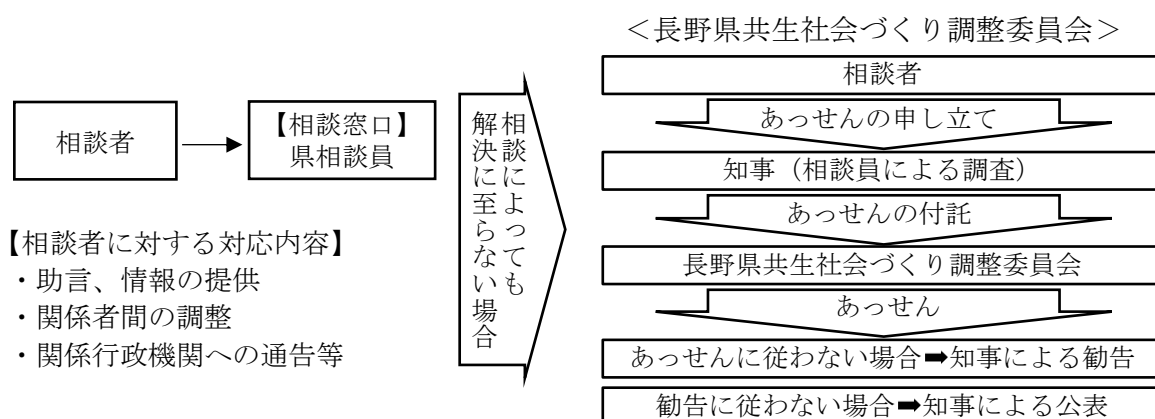 ＜長野県共生社会づくり調整委員会＞
相談者
【相談窓口】
県相談員
【相談者に対する対応内容】
・助言、情報の提供
・関係者間の調整
・関係行政機関への通告等
相談によっても
解決に至らない場合
相談者
あっせんの申し立て
知事（相談員による調査）
あっせんの付託
長野県共生社会づくり調整委員会
あっせん
あっせんに従わない場合➡知事による勧告
勧告に従わない場合➡知事による公表